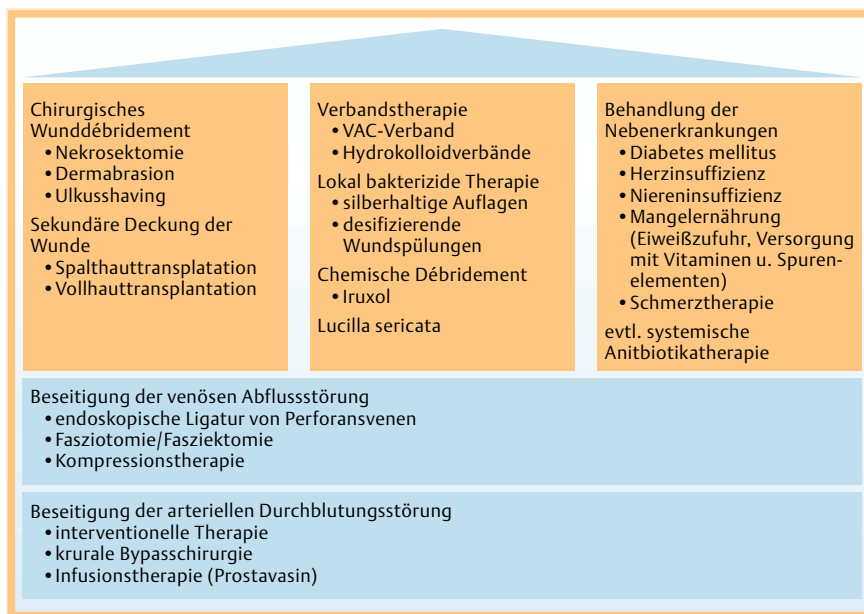 Chirurgisches
Wunddébridement
• Nekrosektomie
• Dermabrasion
• Ulkusshaving
Sekundäre Deckung der
Wunde
• Spalthauttransplatation
• Vollhauttransplantation
Verbandstherapie
• VAC-Verband
• Hydrokolloidverbände
Lokal bakterizide Therapie
• silberhaltige Auflagen
• desifizierende
Wundspülungen
Chemische Débridement
• Iruxol
Lucilla sericata
Behandlung der
Nebenerkrankungen
• Diabetes mellitus
• Herzinsuffizienz
• Niereninsuffizienz
• Mangelernährung
(Eiweißzufuhr, Versorgung
mit Vitaminen u. Spuren-
elementen)
• Schmerztherapie
evtl. systemische
Anitbiotikatherapie
Beseitigung der venösen Abflussstörung
• endoskopische Ligatur von Perforansvenen
• Fasziotomie/Fasziektomie
• Kompressionstherapie
Beseitigung der arteriellen Durchblutungsstörung
• interventionelle Therapie
• krurale Bypasschirurgie
• Infusionstherapie (Prostavasin)